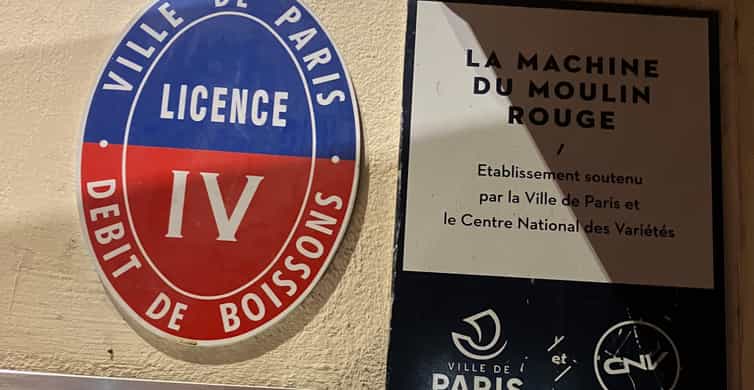 VILLE DE PARIS
LICENCE
IV
DEBIT DE BOISSONS
LA MACHINE
DU MOULIN
ROUGE
/
Etablissement soutenu
par la Ville de Paris et
le Centre National des Variétés
VILLE DE
PARIS
et
CNV